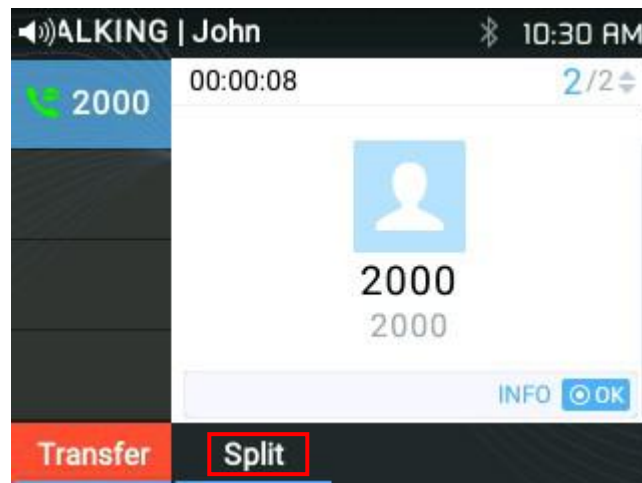 ALKING | John 10:30 AM
2000 00:00:08 2/2
2000
2000
INFO OK
Transfer Split